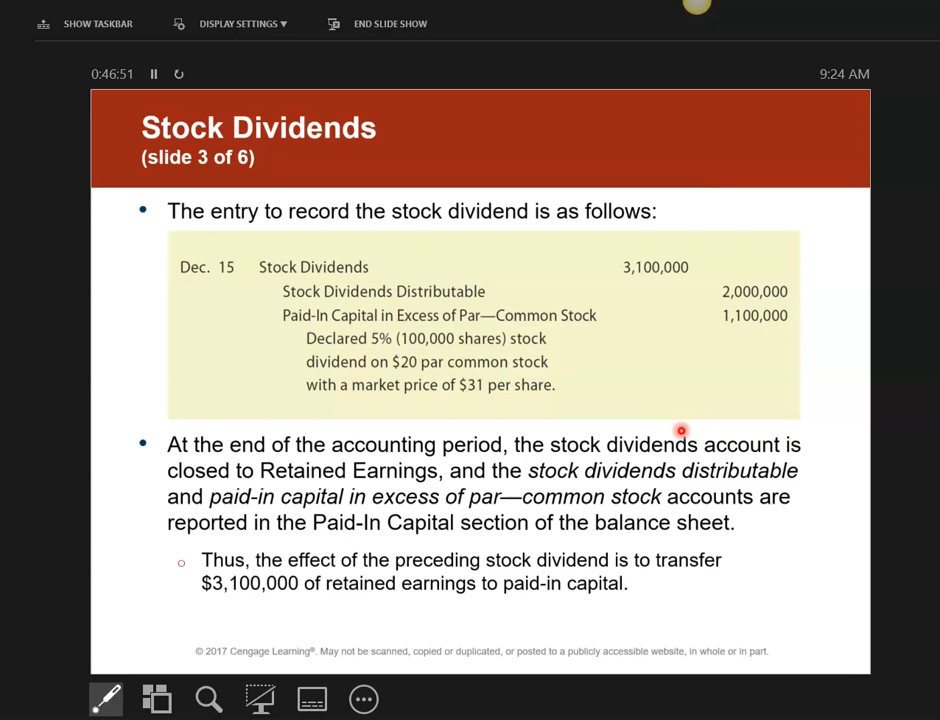 SHOW TASKBAR
DISPLAY SETTINGS ▼
END SLIDE SHOW
0:46:51
9:24 AM
Stock Dividends
(slide 3 of 6)
• The entry to record the stock dividend is as follows:
Dec. 15 Stock Dividends 3,100,000
Stock Dividends Distributable 2,000,000
Paid-In Capital in Excess of Par—Common Stock 1,100,000
Declared 5% (100,000 shares) stock
dividend on $20 par common stock
with a market price of $31 per share.
• At the end of the accounting period, the stock dividends account is
closed to Retained Earnings, and the stock dividends distributable
and paid-in capital in excess of par—common stock accounts are
reported in the Paid-In Capital section of the balance sheet.
o Thus, the effect of the preceding stock dividend is to transfer
$3,100,000 of retained earnings to paid-in capital.
© 2017 Cengage Learning®. May not be scanned, copied or duplicated, or posted to a publicly accessible website, in whole or in part.